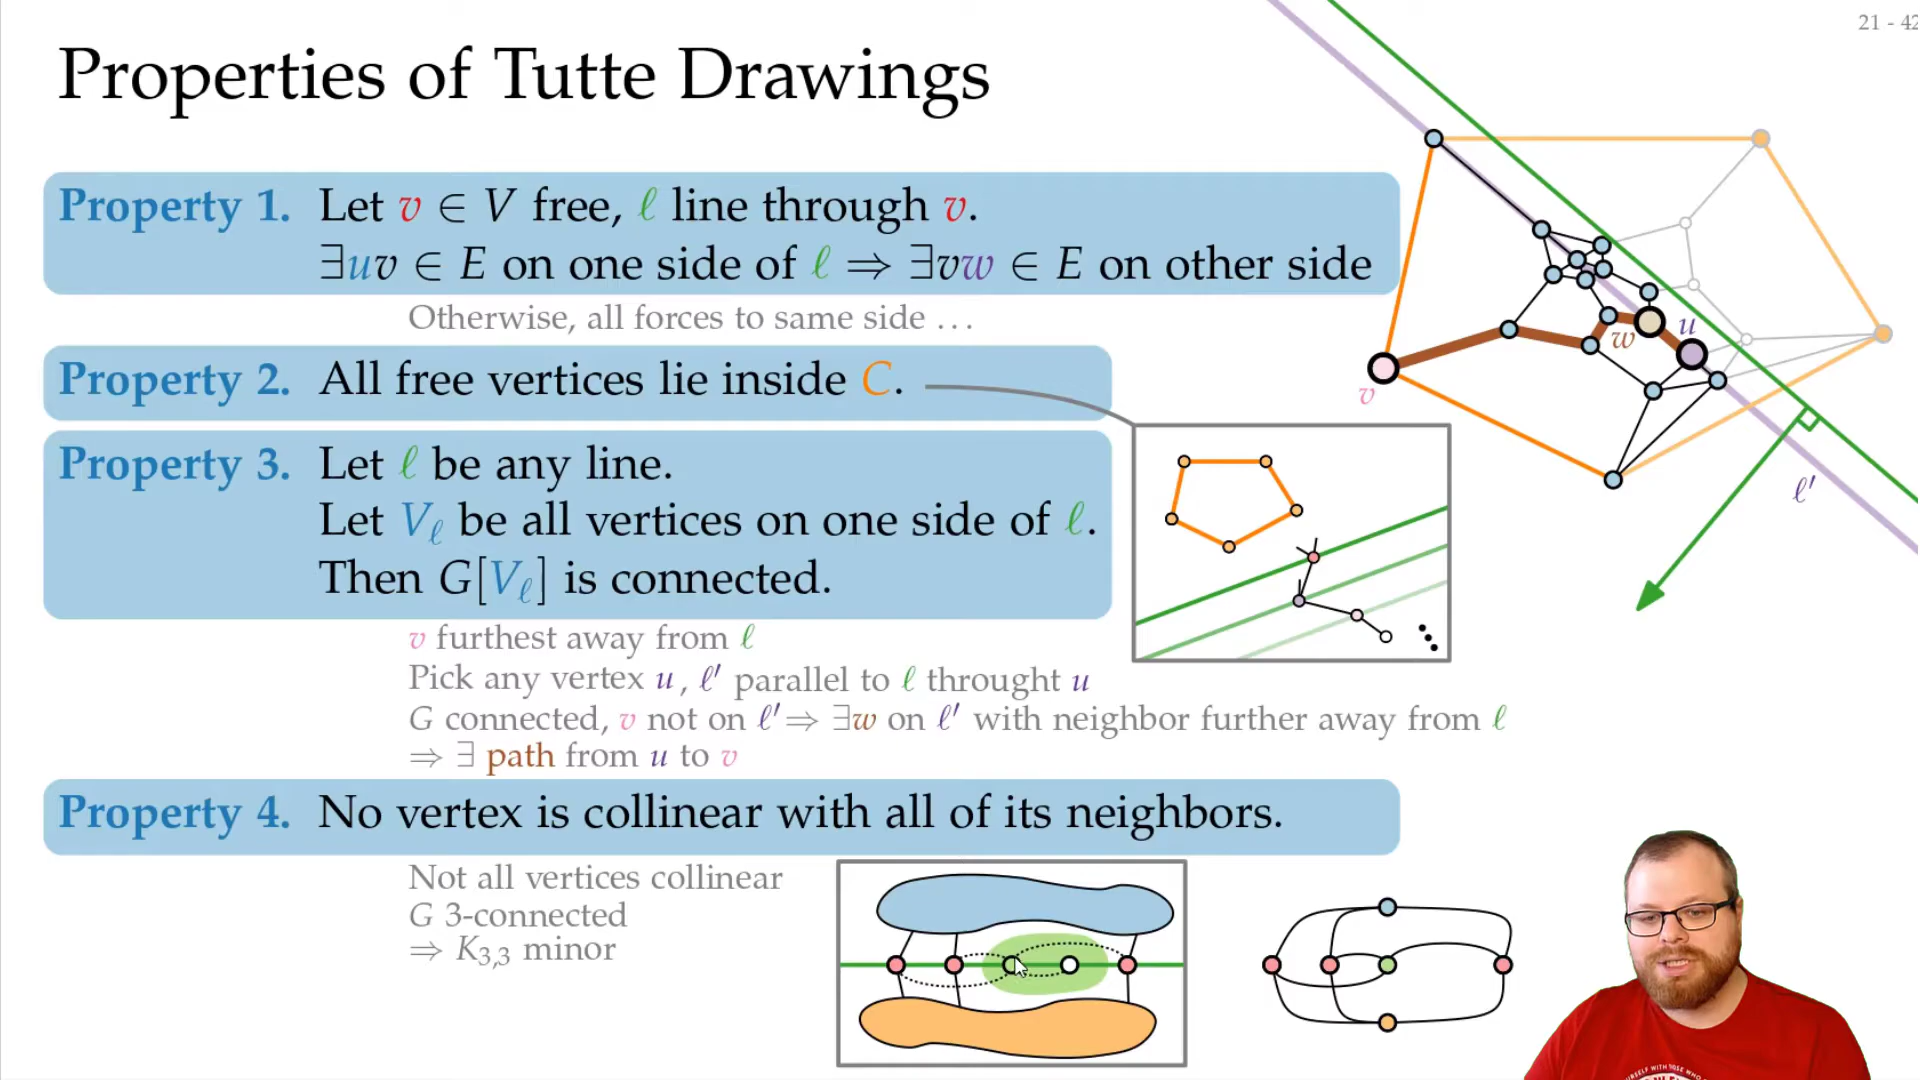 21 - 42
Properties of Tutte Drawings
Property 1. Let v ∈ V free, ℓ line through v.
∃uv ∈ E on one side of ℓ ⇒ ∃vw ∈ E on other side
Otherwise, all forces to same side …
Property 2. All free vertices lie inside C.
Property 3. Let ℓ be any line.
Let Vℓ be all vertices on one side of ℓ.
Then G[Vℓ] is connected.
v furthest away from ℓ
Pick any vertex u, ℓ′ parallel to ℓ throught u
G connected, v not on ℓ′ ⇒ ∃w on ℓ′ with neighbor further away from ℓ
⇒ ∃ path from u to v
Property 4. No vertex is collinear with all of its neighbors.
Not all vertices collinear
G 3-connected
⇒ K3,3 minor
u
w
v
ℓ′